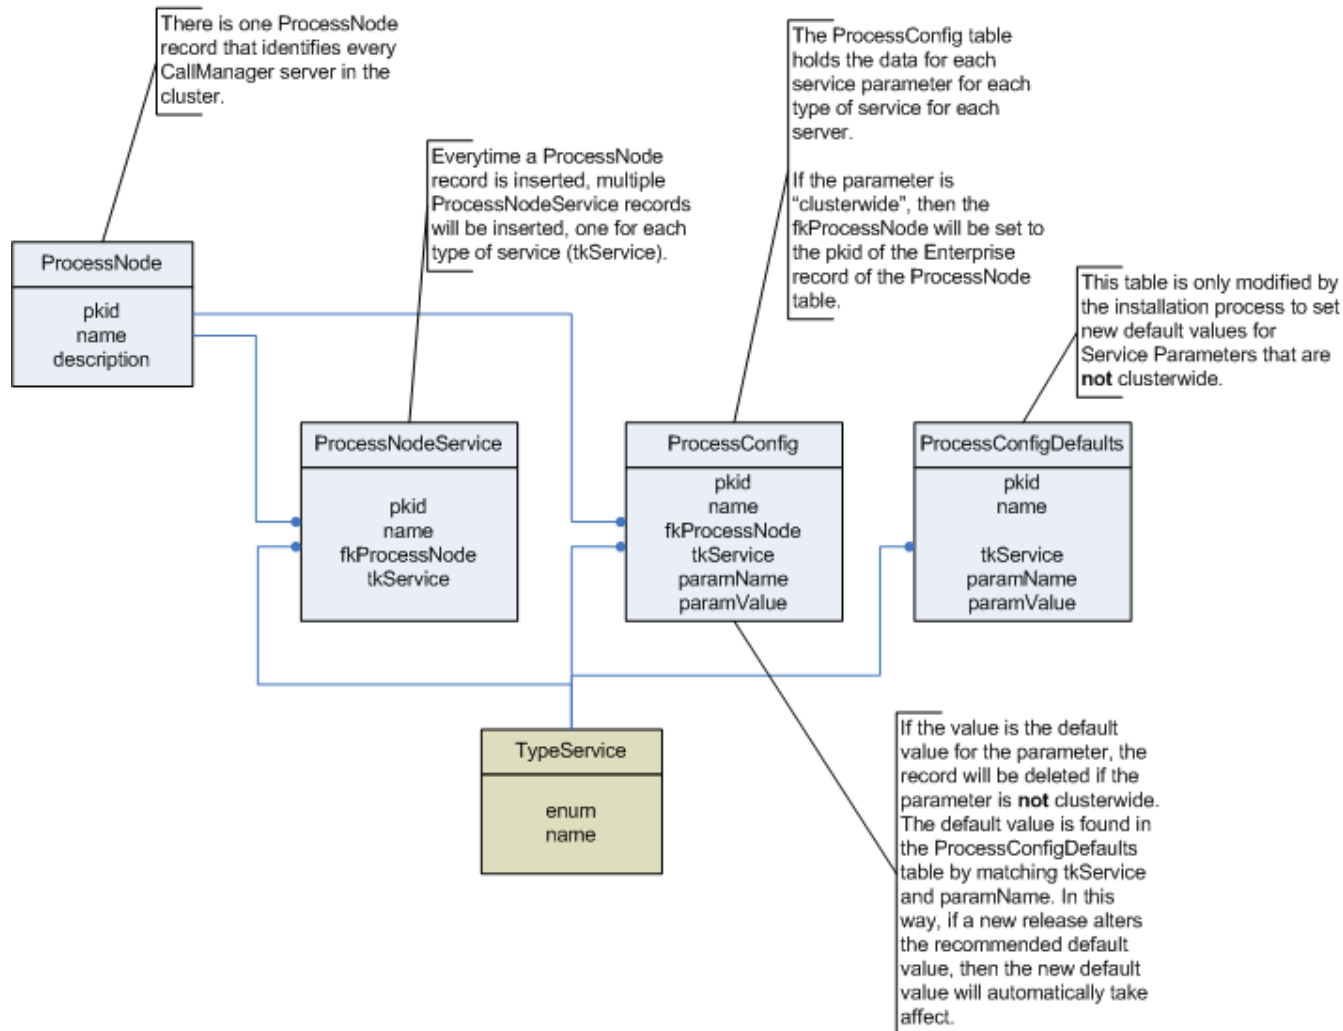 There is one ProcessNode
record that identifies every
CallManager server in the
cluster.
The ProcessConfig table
holds the data for each
service parameter for each
type of service for each
server.
If the parameter is
“clusterwide”, then the
fkProcessNode will be set to
the pkid of the Enterprise
record of the ProcessNode
table.
Everytime a ProcessNode
record is inserted, multiple
ProcessNodeService records
will be inserted, one for each
type of service (tkService).
This table is only modified by
the installation process to set
new default values for
Service Parameters that are
not clusterwide.
ProcessNode
pkid
name
description
ProcessNodeService
pkid
name
fkProcessNode
tkService
ProcessConfig
pkid
name
fkProcessNode
tkService
paramName
paramValue
ProcessConfigDefaults
pkid
name
tkService
paramName
paramValue
TypeService
enum
name
If the value is the default
value for the parameter, the
record will be deleted if the
parameter is not clusterwide.
The default value is found in
the ProcessConfigDefaults
table by matching tkService
and paramName. In this
way, if a new release alters
the recommended default
value, then the new default
value will automatically take
affect.